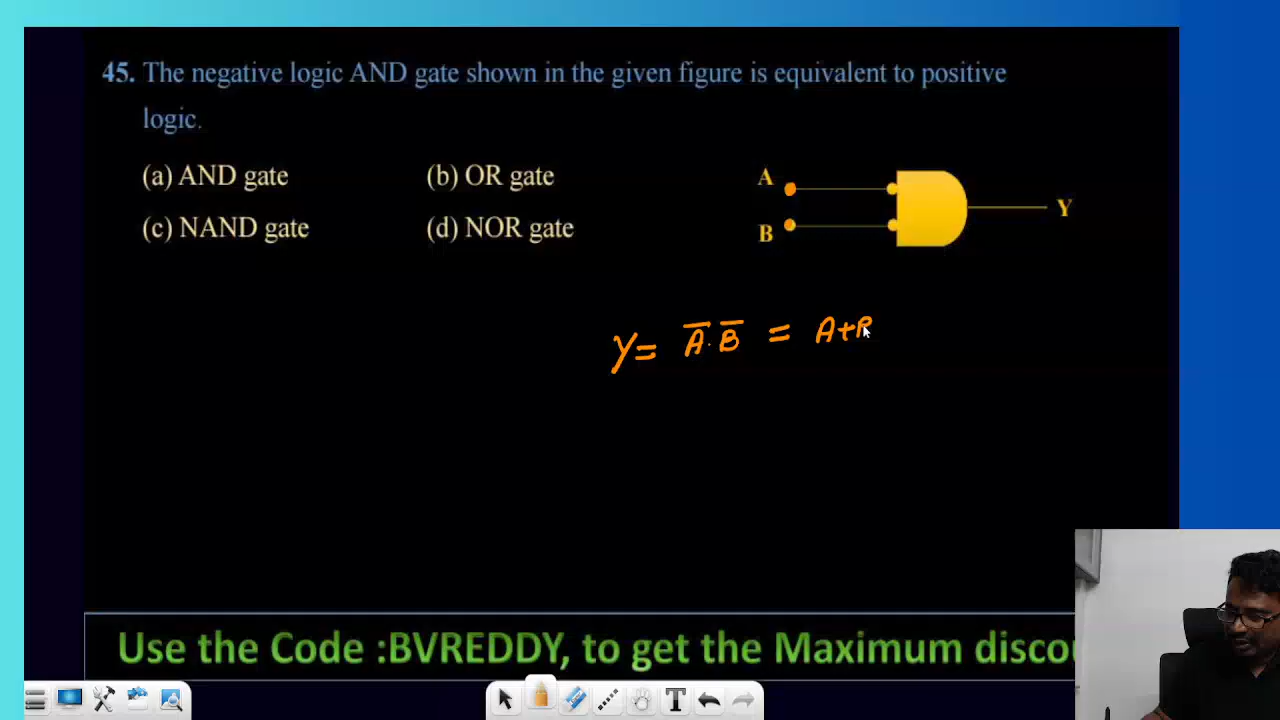 45. The negative logic AND gate shown in the given figure is equivalent to positive
logic.
(a) AND gate (b) OR gate
(c) NAND gate (d) NOR gate
A
B
Y
Y = A̅ · B̅ = A+B
Use the Code :BVREDDY, to get the Maximum discou
T